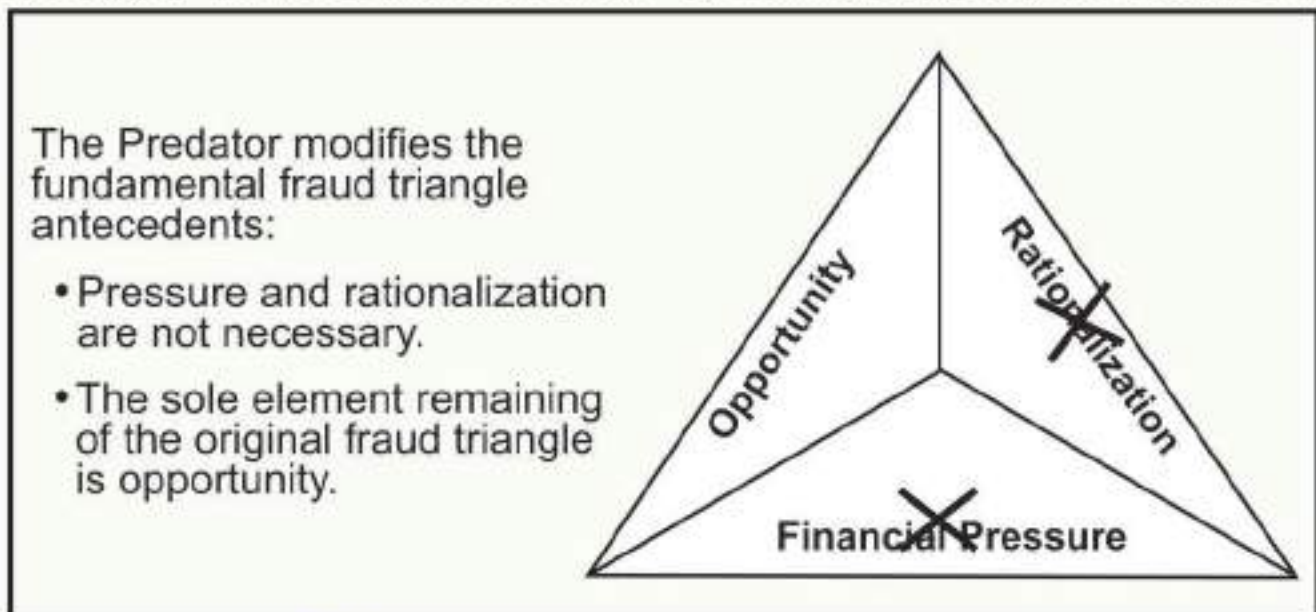 The Predator modifies the
fundamental fraud triangle
antecedents:
• Pressure and rationalization
are not necessary.
• The sole element remaining
of the original fraud triangle
is opportunity.
Opportunity
Rationalization
Financial Pressure